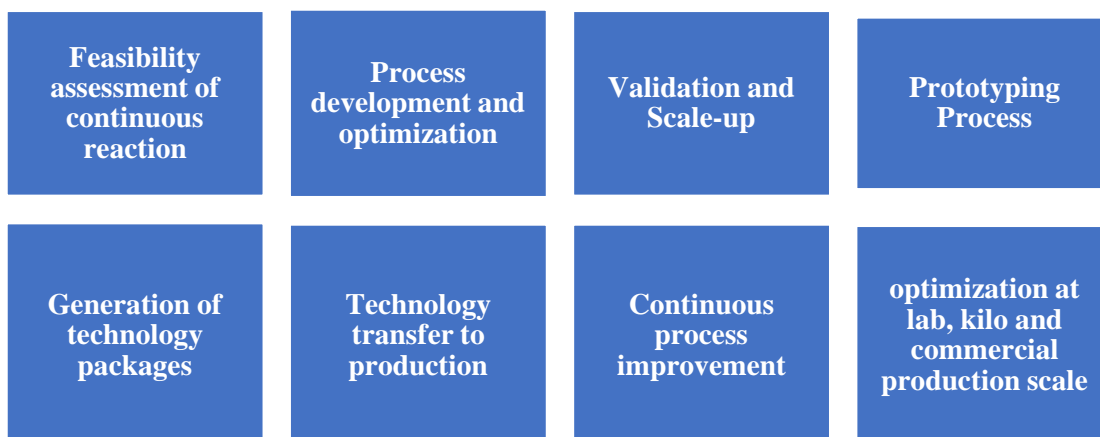 Feasibility
assessment of
continuous
reaction
Process
development and
optimization
Validation and
Scale-up
Prototyping
Process
Generation of
technology
packages
Technology
transfer to
production
Continuous
process
improvement
optimization at
lab, kilo and
commercial
production scale